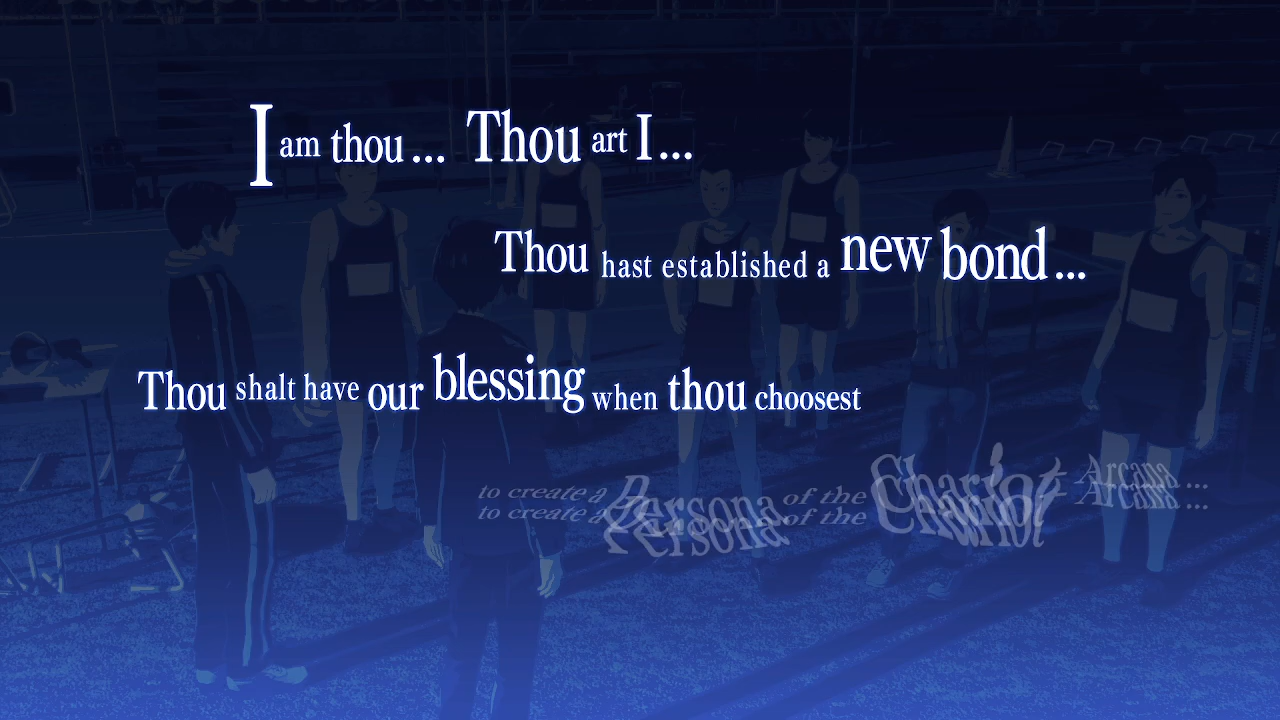 I am thou... Thou art I...
Thou hast established a new bond...
Thou shalt have our blessing when thou choosest
to create a Persona of the Chariot Arcana...